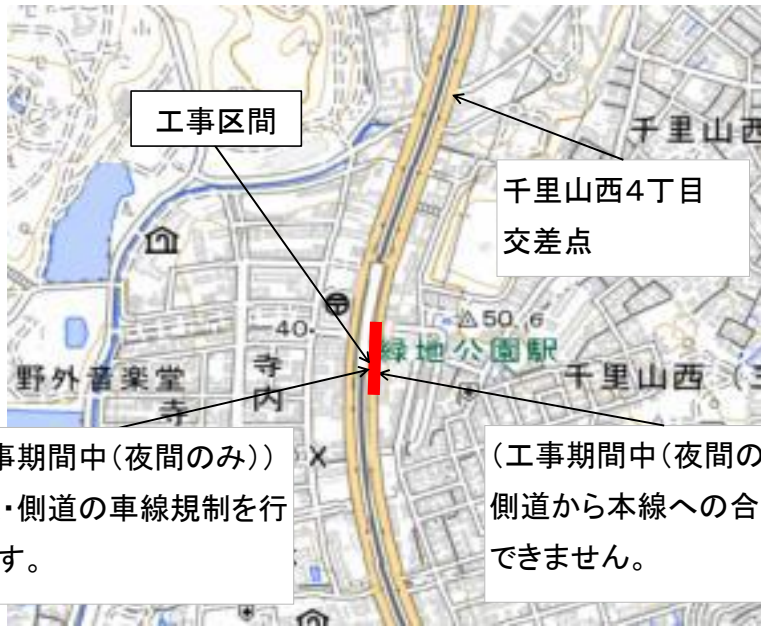 工事区間
千里山西
千里山西4丁目
交差点
40
50.6
緑地公園駅
野外音楽堂
寺
寺内
千里山西(三
事期間中(夜間のみ))
・側道の車線規制を行
す。
(工事期間中(夜間の
側道から本線への合
できません。